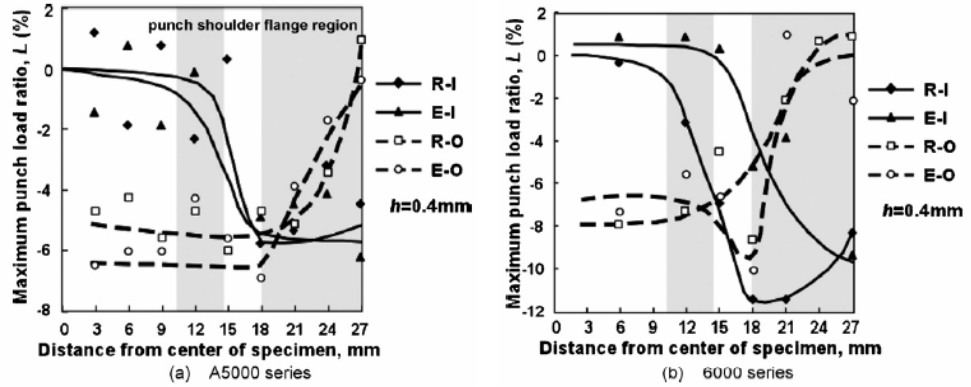 (a)
Maximum punch load ratio, L (%)
2
0
-2
-4
-6
-8
punch shoulder flange region
0 3 6 9 12 15 18 21 24 27
Distance from center of specimen, mm
(a) A5000 series
R-I
E-I
R-O
E-O
h=0.4mm
(b)
Maximum punch load ratio, L (%)
2
0
-2
-4
-6
-8
-10
-12
0 3 6 9 12 15 18 21 24 27
Distance from center of specimen, mm
(b) 6000 series
R-I
E-I
R-O
E-O
h=0.4mm